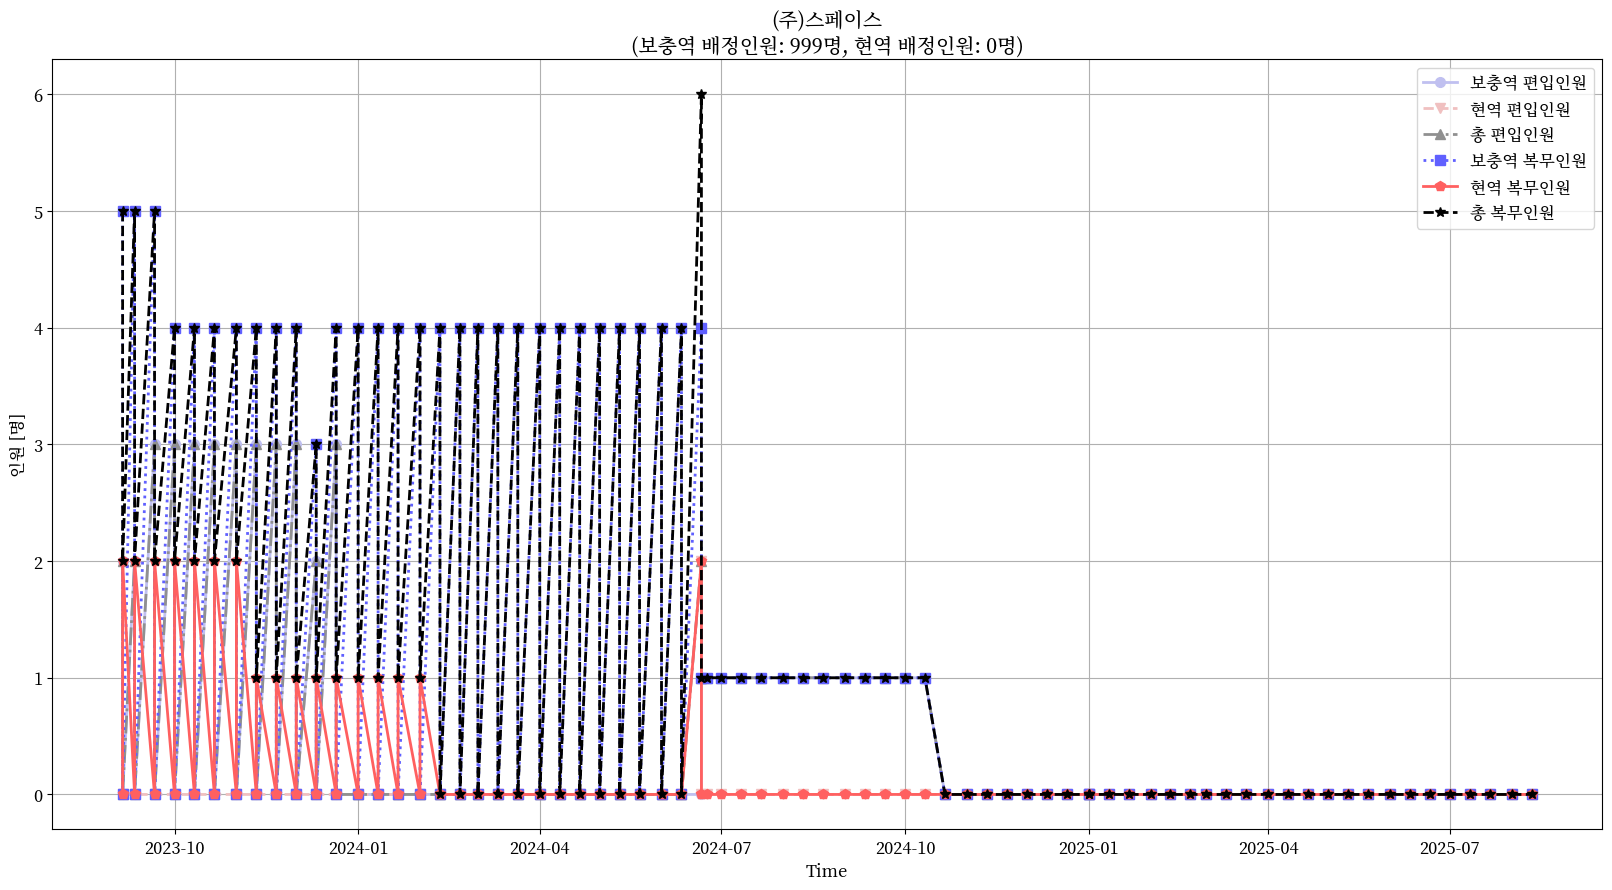 (주)스페이스
(보충역 배정인원: 999명, 현역 배정인원: 0명)
보충역 편입인원
현역 편입인원
총 편입인원
보충역 복무인원
현역 복무인원
총 복무인원
인원 [명]
6
5
4
3
2
1
0
2023-10
2024-01
2024-04
2024-07
2024-10
2025-01
2025-04
2025-07
Time